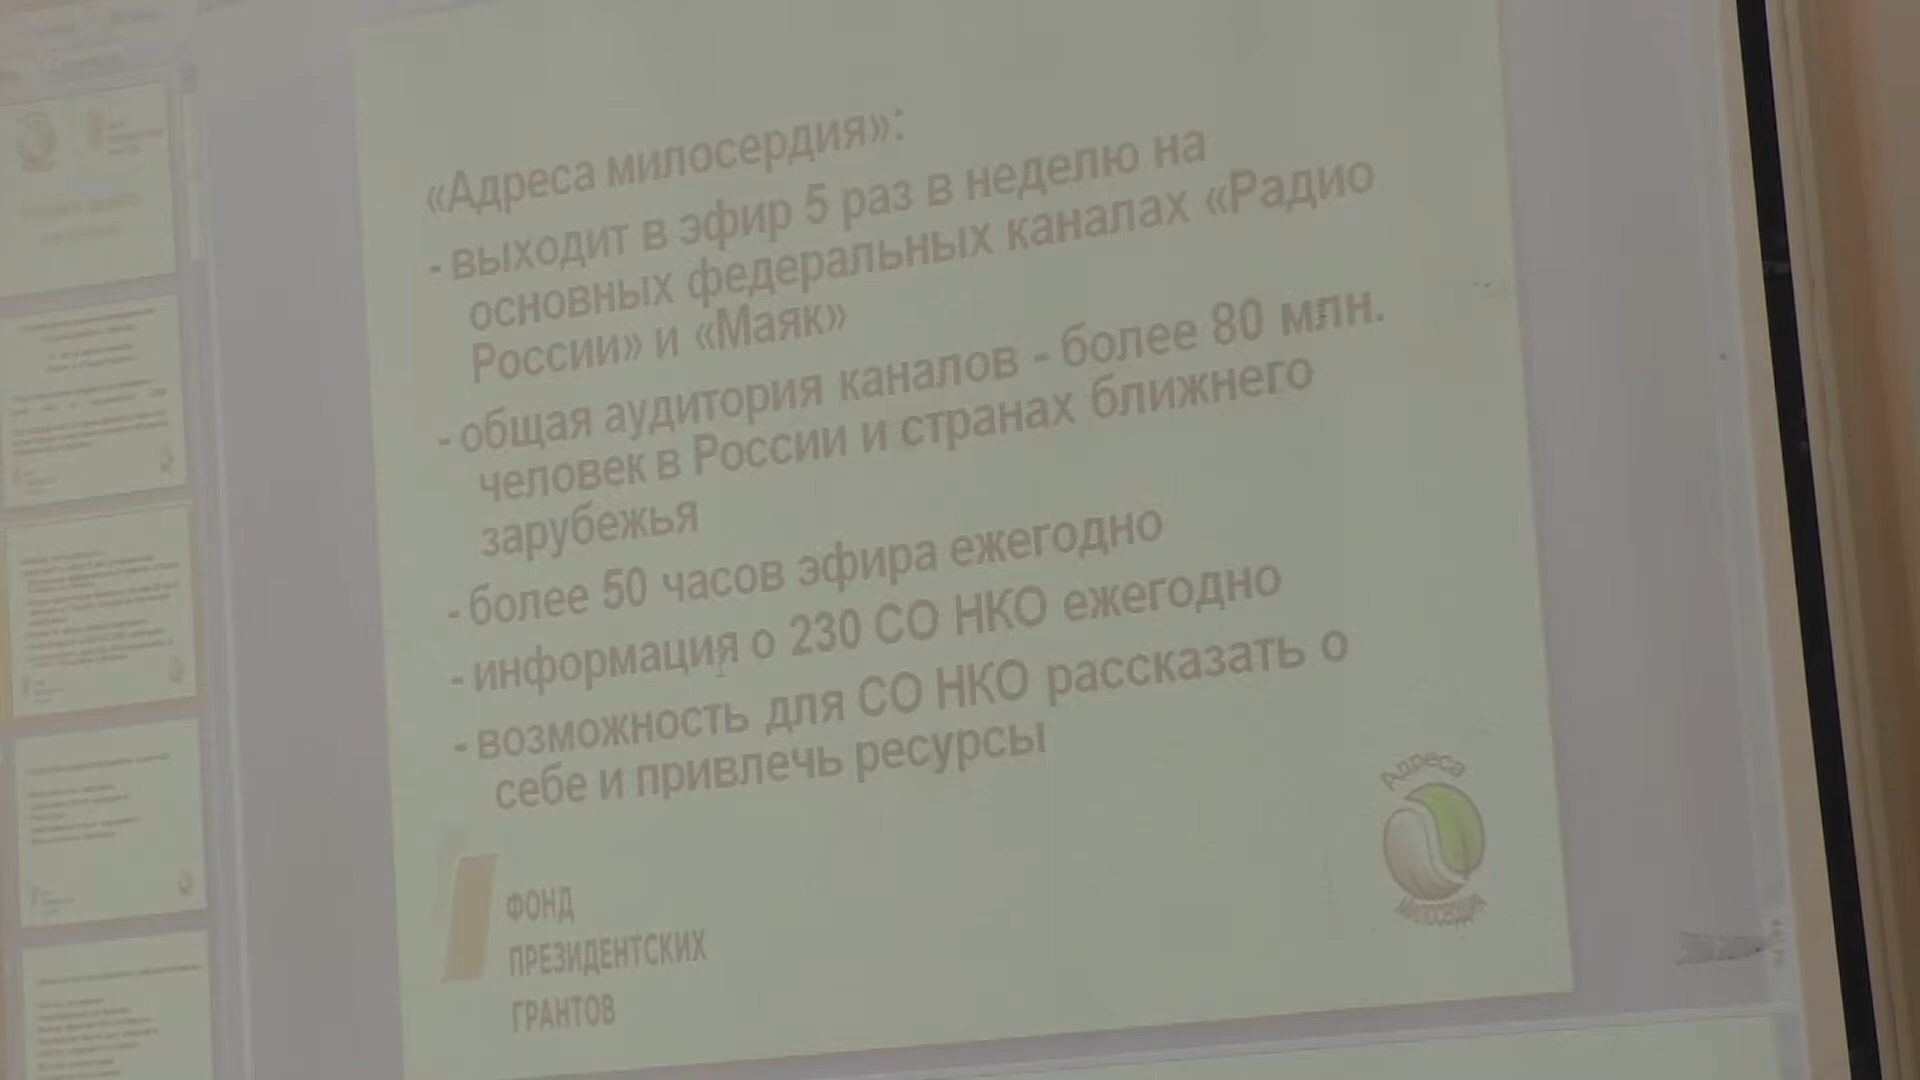 «Адреса милосердия»:
- выходит в эфир 5 раз в неделю на
основных федеральных каналах «Радио
России» и «Маяк»
- общая аудитория каналов - более 80 млн.
человек в России и странах ближнего
зарубежья
- более 50 часов эфира ежегодно
- информация о 230 СО НКО ежегодно
- возможность для СО НКО рассказать о
себе и привлечь ресурсы
Адреса
Милосердия
ФОНД
ПРЕЗИДЕНТСКИХ
ГРАНТОВ